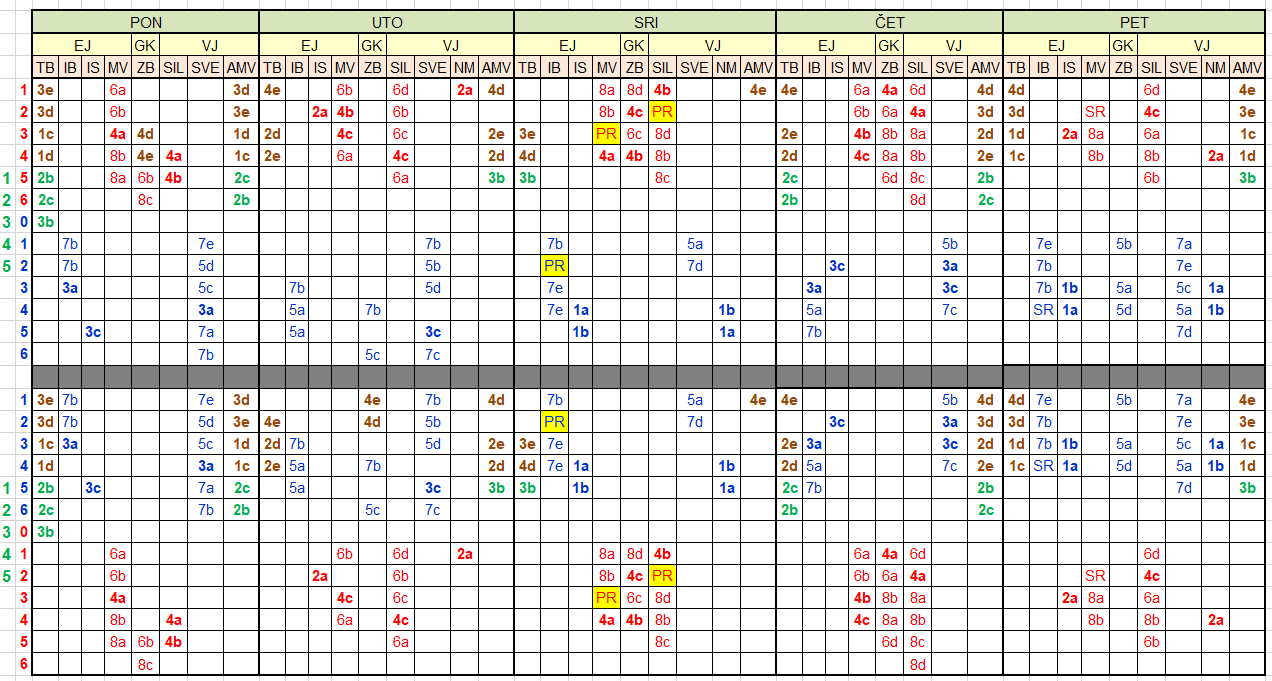 PON UTO SRI ČET PET
EJ GK VJ EJ GK VJ EJ GK VJ EJ GK VJ EJ GK VJ
TB IB IS MV ZB SIL SVE AMV TB IB IS MV ZB SIL SVE NM AMV TB IB IS MV ZB SIL SVE NM AMV TB IB IS MV ZB SIL SVE AMV TB IB IS MV ZB SIL SVE NM AMV
1 3e 6a 3d 4e 6b 6d 2a 4d 8a 8d 4b 4e 4e 6a 4a 6d 4d 4d 6d 4e
2 3d 6b 3e 2a 4b 6b 8b 4c PR 6b 6a 4a 3d 3d SR 4c 3e
3 1c 4a 4d 1d 2d 4c 6c 2e 3e PR 6c 8d 2e 4b 8b 8a 2d 1d 2a 8a 6a 1c
4 1d 8b 4e 4a 1c 2e 6a 4c 2d 4d 4a 4b 8b 2d 4c 8a 8b 2e 1c 8b 8b 2a 1d
1 5 2b 8a 6b 4b 2c 6a 3b 3b 8c 2c 6d 8c 2b 6b 3b
2 6 2c 8c 2b 2b 8d 2c
3 0 3b
4 1 7b 7e 7b 7b 5a 5b 7e 5b 7a
5 2 7b 5d 5b PR 7d 3c 3a 7b 7e
3 3a 5c 7b 5d 7e 3a 3c 7b 1b 5a 5c 1a
4 3a 5a 7b 7e 1a 1b 5a 7c SR 1a 5d 5a 1b
5 3c 7a 5a 3c 1b 1a 7b 7d
6 7b 5c 7c
1 3e 7b 7e 3d 4e 7b 4d 7b 5a 4e 4e 5b 4d 4d 7e 5b 7a 4e
2 3d 7b 5d 3e 4e 4d 5b PR 7d 3c 3a 3d 3d 7b 7e 3e
3 1c 3a 5c 1d 2d 7b 5d 2e 3e 7e 2e 3a 3c 2d 1d 7b 1b 5a 5c 1a 1c
4 1d 3a 1c 2e 5a 7b 2d 4d 7e 1a 1b 2d 5a 7c 2e 1c SR 1a 5d 5a 1b 1d
1 5 2b 3c 7a 2c 5a 3c 3b 3b 1b 1a 2c 7b 2b 7d 3b
2 6 2c 7b 2b 5c 7c 2b 2c
3 0 3b
4 1 6a 6b 6d 2a 8a 8d 4b 6a 4a 6d 6d
5 2 6b 2a 6b 8b 4c PR 6b 6a 4a SR 4c
3 4a 4c 6c PR 6c 8d 4b 8b 8a 2a 8a 6a
4 8b 4a 6a 4c 4a 4b 8b 4c 8a 8b 8b 8b 2a
5 8a 6b 4b 6a 8c 6d 8c 6b
6 8c 8d